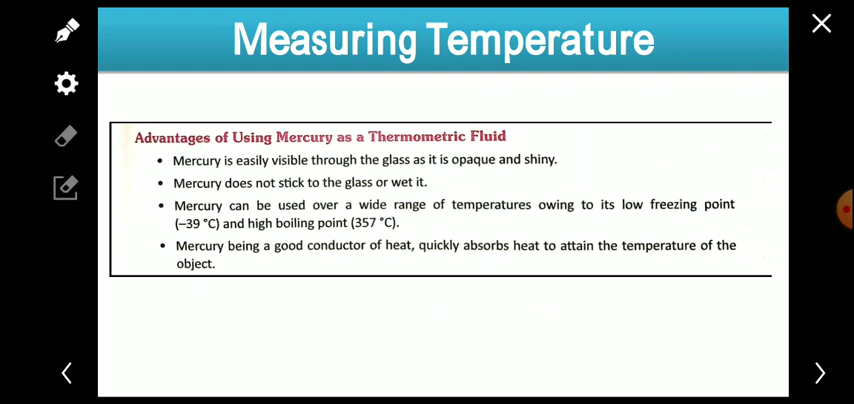 Measuring Temperature
Advantages of Using Mercury as a Thermometric Fluid
• Mercury is easily visible through the glass as it is opaque and shiny.
• Mercury does not stick to the glass or wet it.
• Mercury can be used over a wide range of temperatures owing to its low freezing point
(–39 °C) and high boiling point (357 °C).
• Mercury being a good conductor of heat, quickly absorbs heat to attain the temperature of the
object.